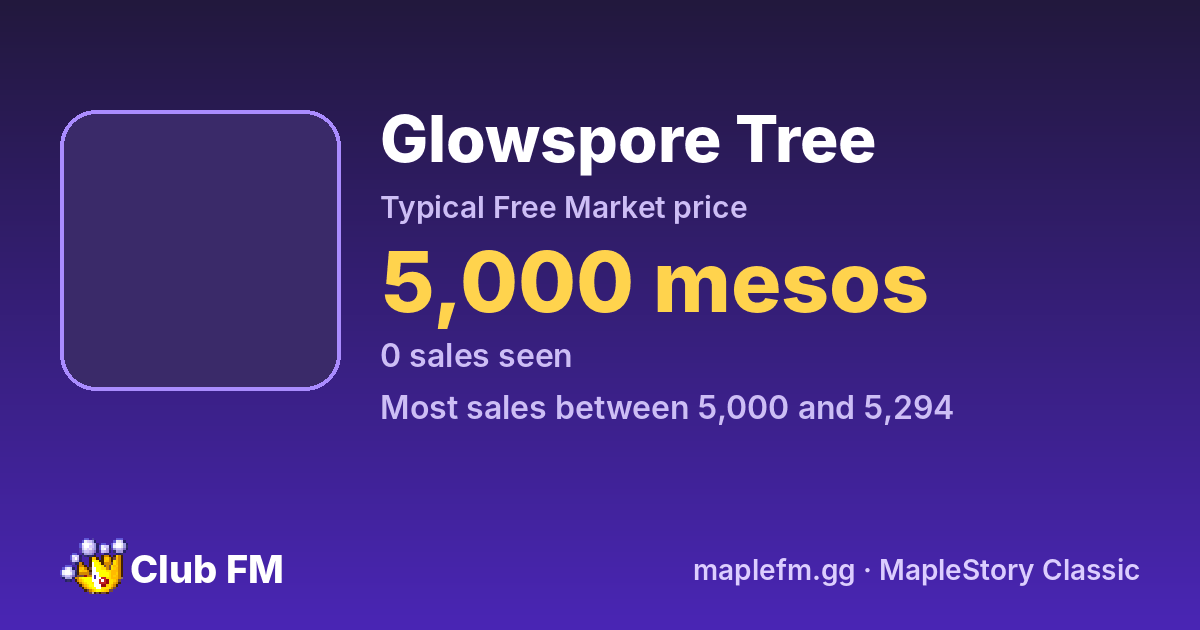 Glowspore Tree
Typical Free Market price
5,000 mesos
0 sales seen
Most sales between 5,000 and 5,294
Club FM
maplefm.gg · MapleStory Classic